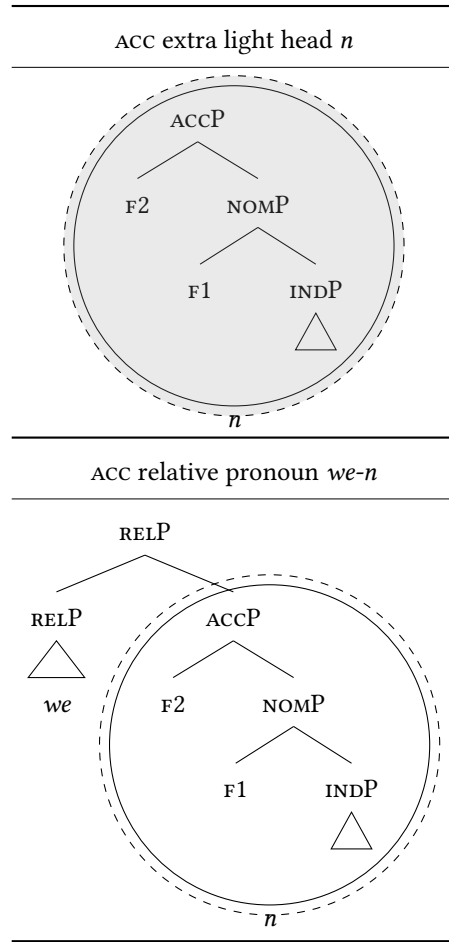 ACC extra light head n
ACCP
F2 NOMP
F1 INDP
n
ACC relative pronoun we-n
RELP
RELP ACCP
we F2 NOMP
F1 INDP
n